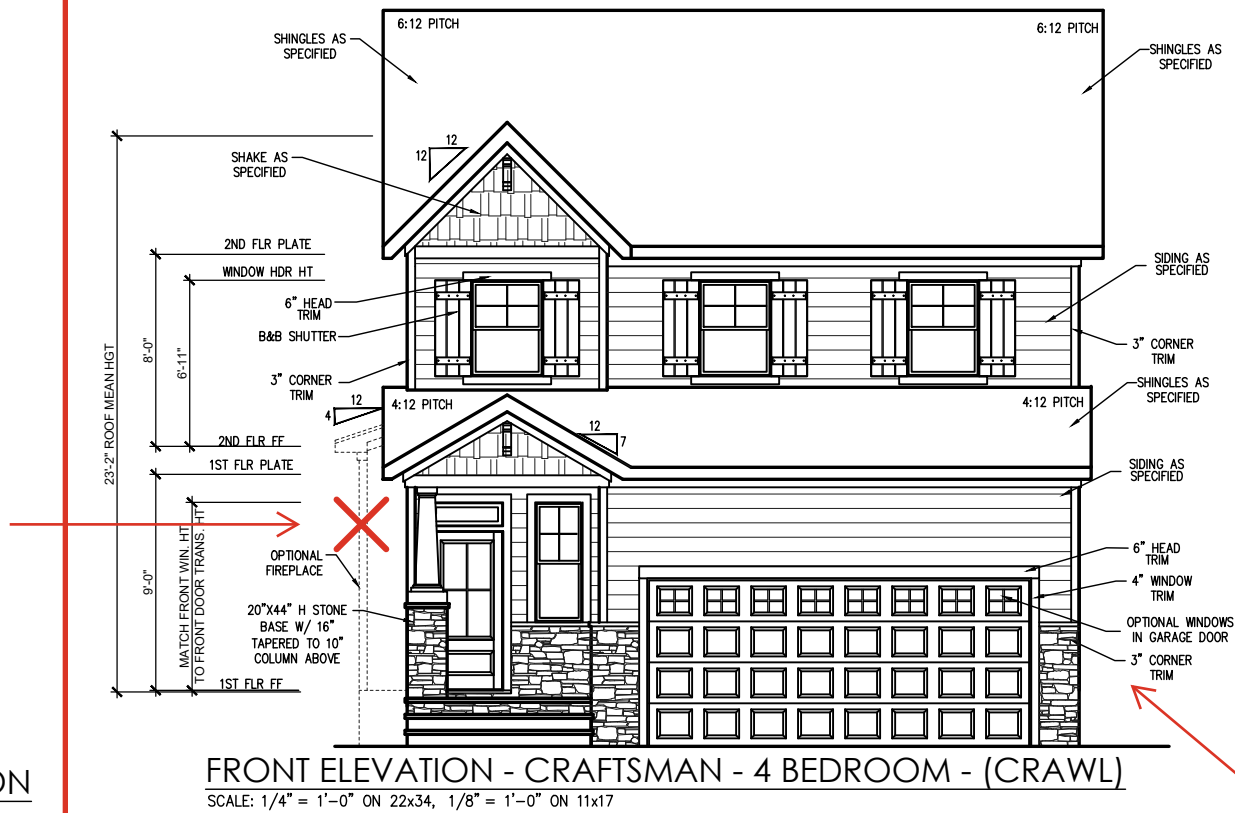 6:12 PITCH
6:12 PITCH
SHINGLES AS
SPECIFIED
SHINGLES AS
SPECIFIED
12
12
SHAKE AS
SPECIFIED
2ND FLR PLATE
WINDOW HDR HT
SIDING AS
SPECIFIED
6" HEAD
TRIM
B&B SHUTTER
8'-0"
6'-11"
3" CORNER
TRIM
3" CORNER
TRIM
23'-2" ROOF MEAN HGT
SHINGLES AS
SPECIFIED
12
4
4:12 PITCH
4:12 PITCH
12
7
2ND FLR FF
1ST FLR PLATE
SIDING AS
SPECIFIED
9'-0"
MATCH FRONT WIN. HT
TO FRONT DOOR TRANS. HT
OPTIONAL
FIREPLACE
6" HEAD
TRIM
4" WINDOW
TRIM
20"X44" H STONE
BASE W/ 16"
TAPERED TO 10"
COLUMN ABOVE
OPTIONAL WINDOWS
IN GARAGE DOOR
3" CORNER
TRIM
1ST FLR FF
ON
FRONT ELEVATION - CRAFTSMAN - 4 BEDROOM - (CRAWL)
SCALE: 1/4" = 1'-0" ON 22x34, 1/8" = 1'-0" ON 11x17